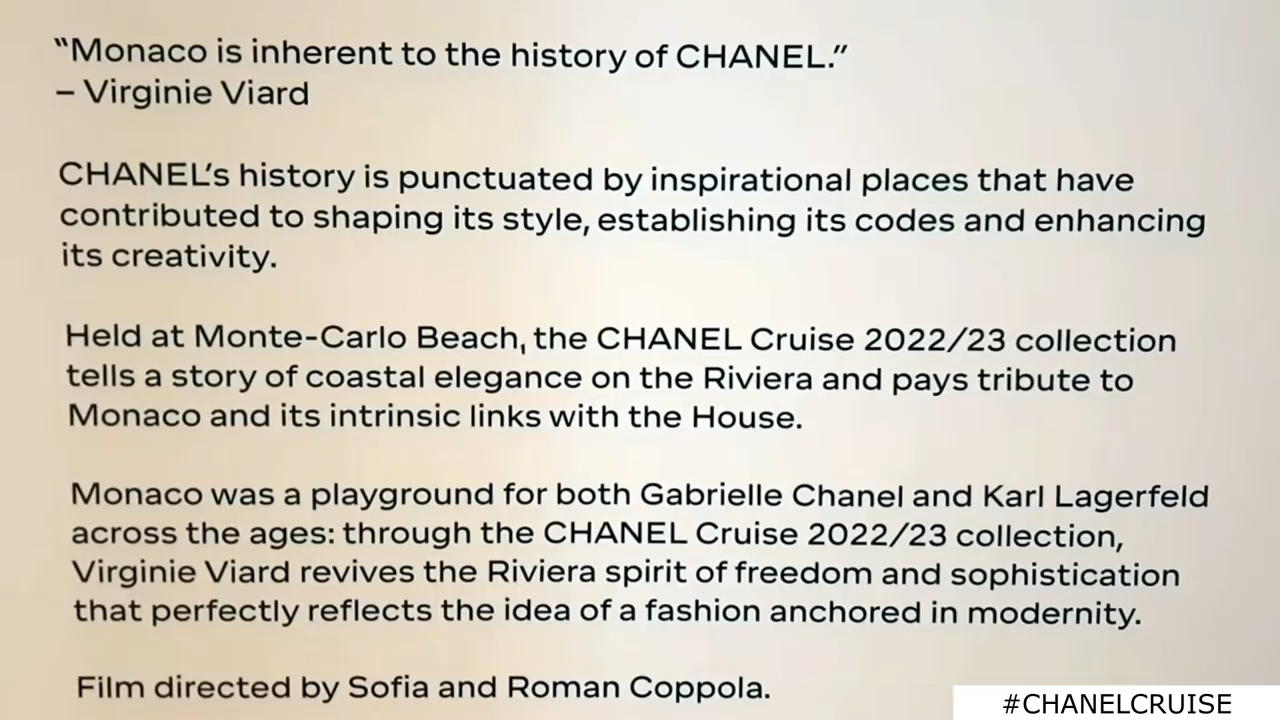 “Monaco is inherent to the history of CHANEL.”
– Virginie Viard
CHANEL’s history is punctuated by inspirational places that have
contributed to shaping its style, establishing its codes and enhancing
its creativity.
Held at Monte-Carlo Beach, the CHANEL Cruise 2022/23 collection
tells a story of coastal elegance on the Riviera and pays tribute to
Monaco and its intrinsic links with the House.
Monaco was a playground for both Gabrielle Chanel and Karl Lagerfeld
across the ages: through the CHANEL Cruise 2022/23 collection,
Virginie Viard revives the Riviera spirit of freedom and sophistication
that perfectly reflects the idea of a fashion anchored in modernity.
Film directed by Sofia and Roman Coppola.
#CHANELCRUISE